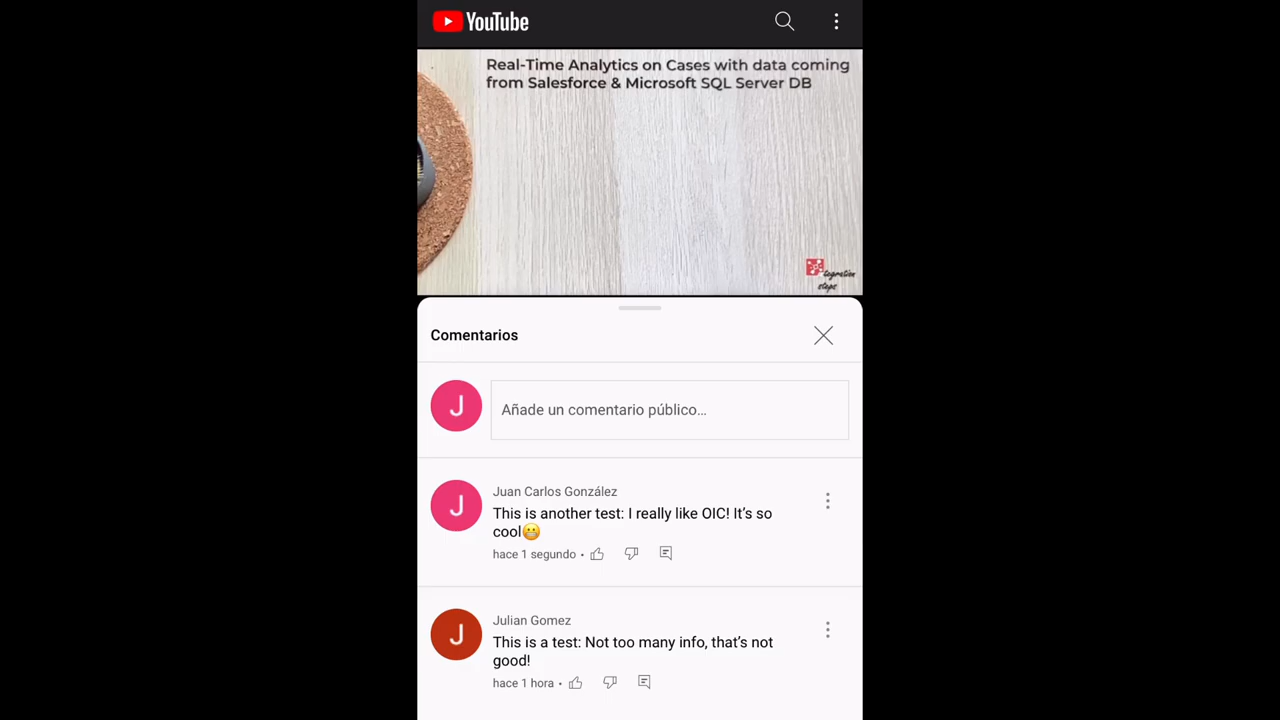 YouTube
Real-Time Analytics on Cases with data coming
from Salesforce & Microsoft SQL Server DB
tegration
steps
Comentarios
J
Añade un comentario público...
J
Juan Carlos González
This is another test: I really like OIC! It's so
cool😬
hace 1 segundo •
J
Julian Gomez
This is a test: Not too many info, that's not
good!
hace 1 hora •